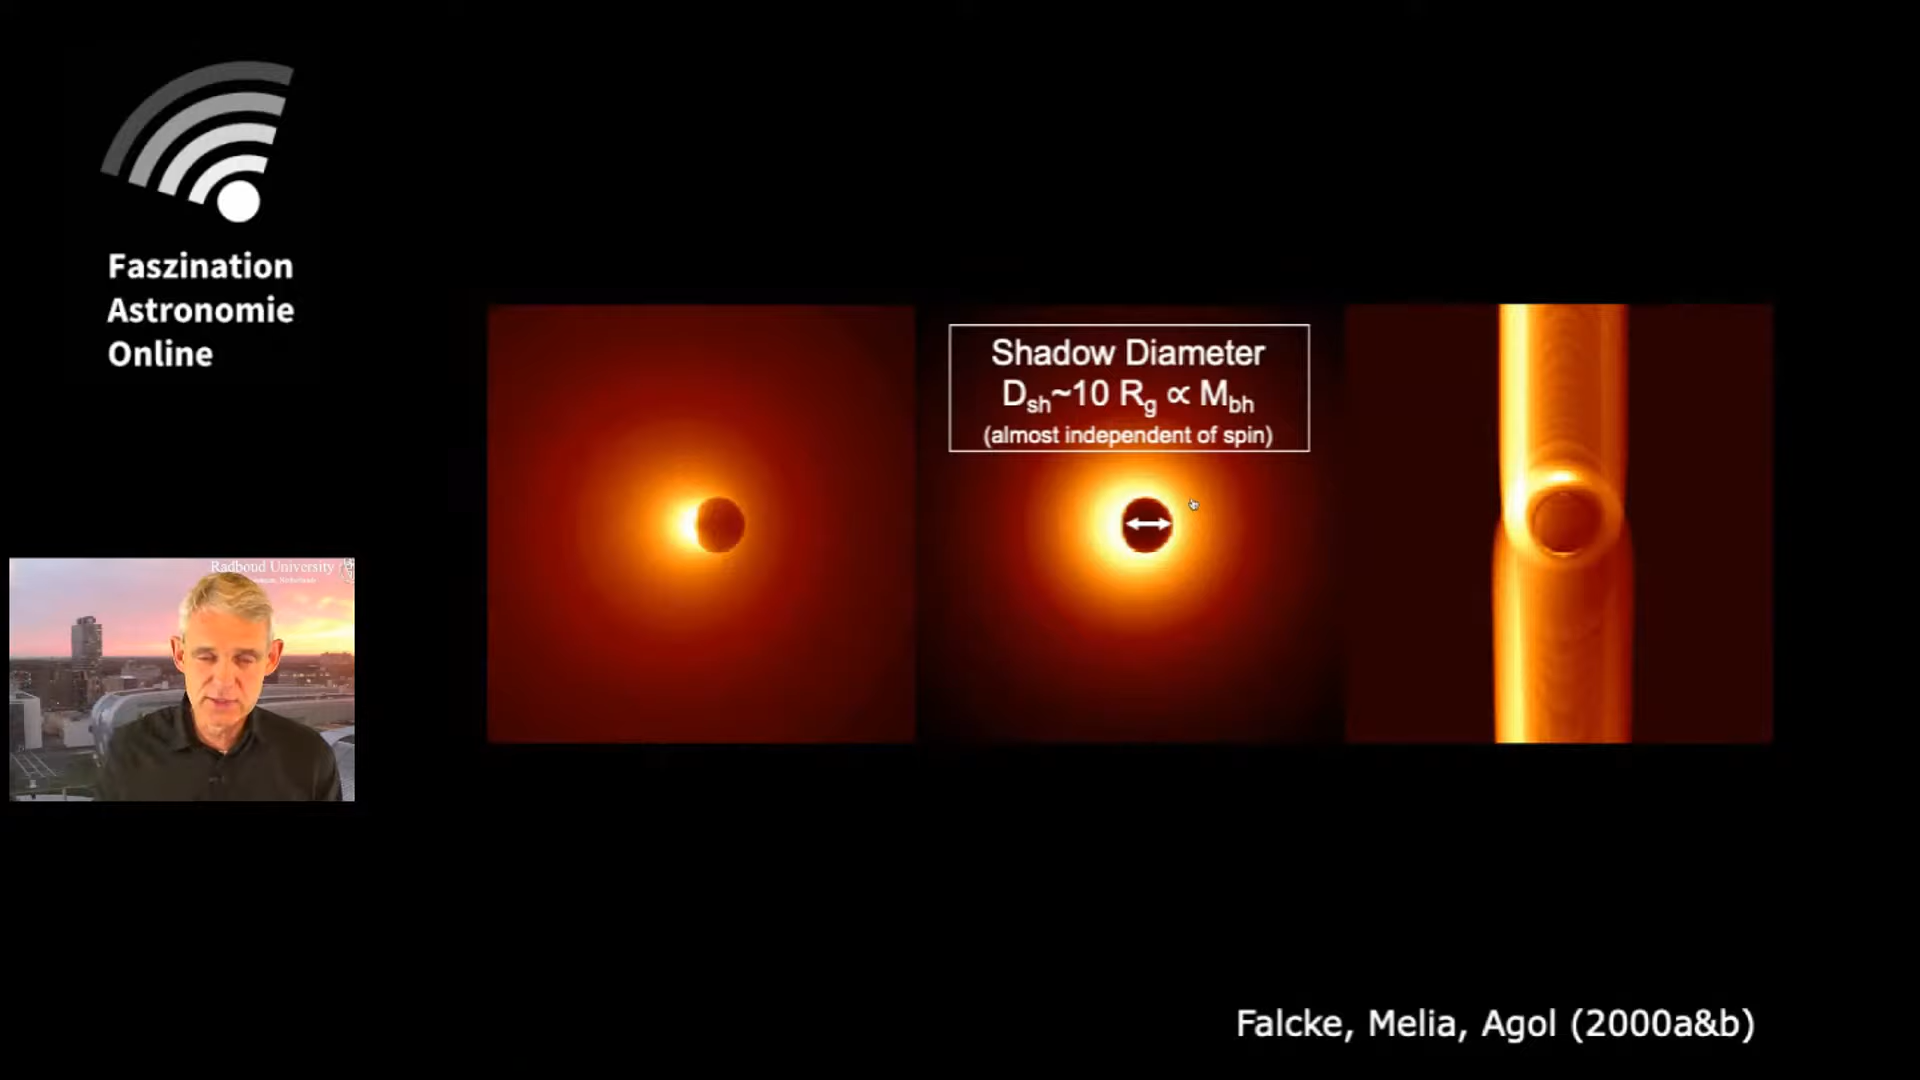 Faszination
Astronomie
Online
Shadow Diameter
Dsh~10 Rg ∝ Mbh
(almost independent of spin)
Radboud University
Falcke, Melia, Agol (2000a&b)